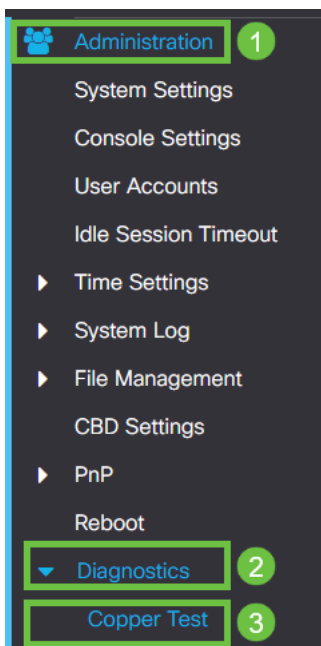 Administration 1
System Settings
Console Settings
User Accounts
Idle Session Timeout
Time Settings
System Log
File Management
CBD Settings
PnP
Reboot
Diagnostics 2
Copper Test 3